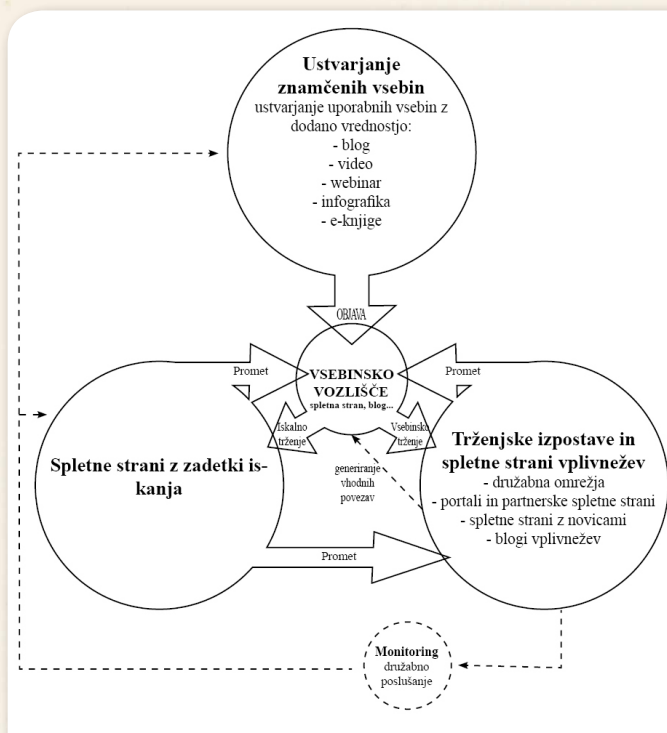 Ustvarjanje
znamčenih vsebin
ustvarjanje uporabnih vsebin z
dodano vrednostjo:
- blog
- video
- webinar
- infografika
- e-knjige
OBJAVA
Promet
VSEBINSKO
VOZLIŠČE
spletna stran, blog...
Promet
Iskalno
trženje
Vsebinsko
trženje
generiranje
vhodnih
povezav
Spletne strani z zadetki is-
kanja
Trženjske izpostave in
spletne strani vplivnežev
- družabna omrežja
- portali in partnerske spletne strani
- spletne strani z novicami
- blogi vplivnežev
Promet
Monitoring
družabno
poslušanje